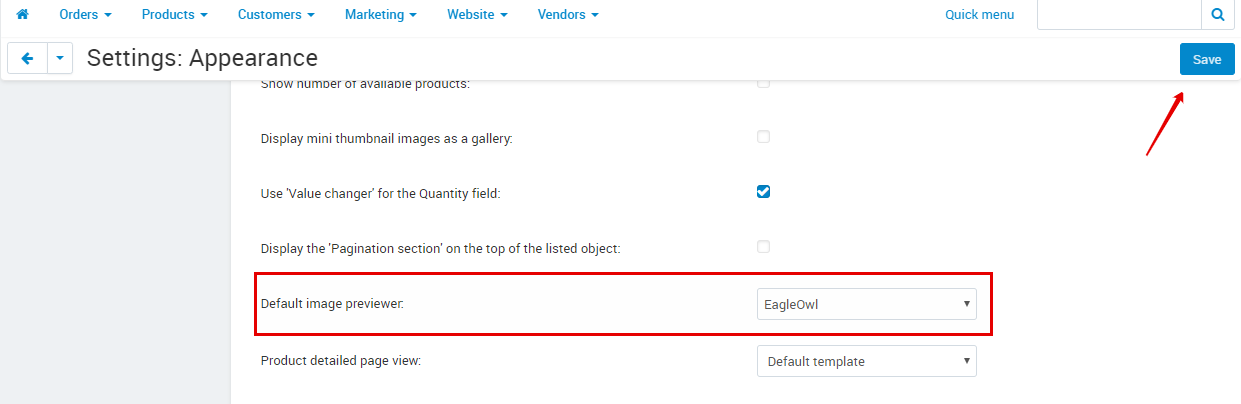 Orders Products Customers Marketing Website Vendors Quick menu
Settings: Appearance Save
Show number of available products:
Display mini thumbnail images as a gallery:
Use 'Value changer' for the Quantity field:
Display the 'Pagination section' on the top of the listed object:
Default image previewer: EagleOwl
Product detailed page view: Default template